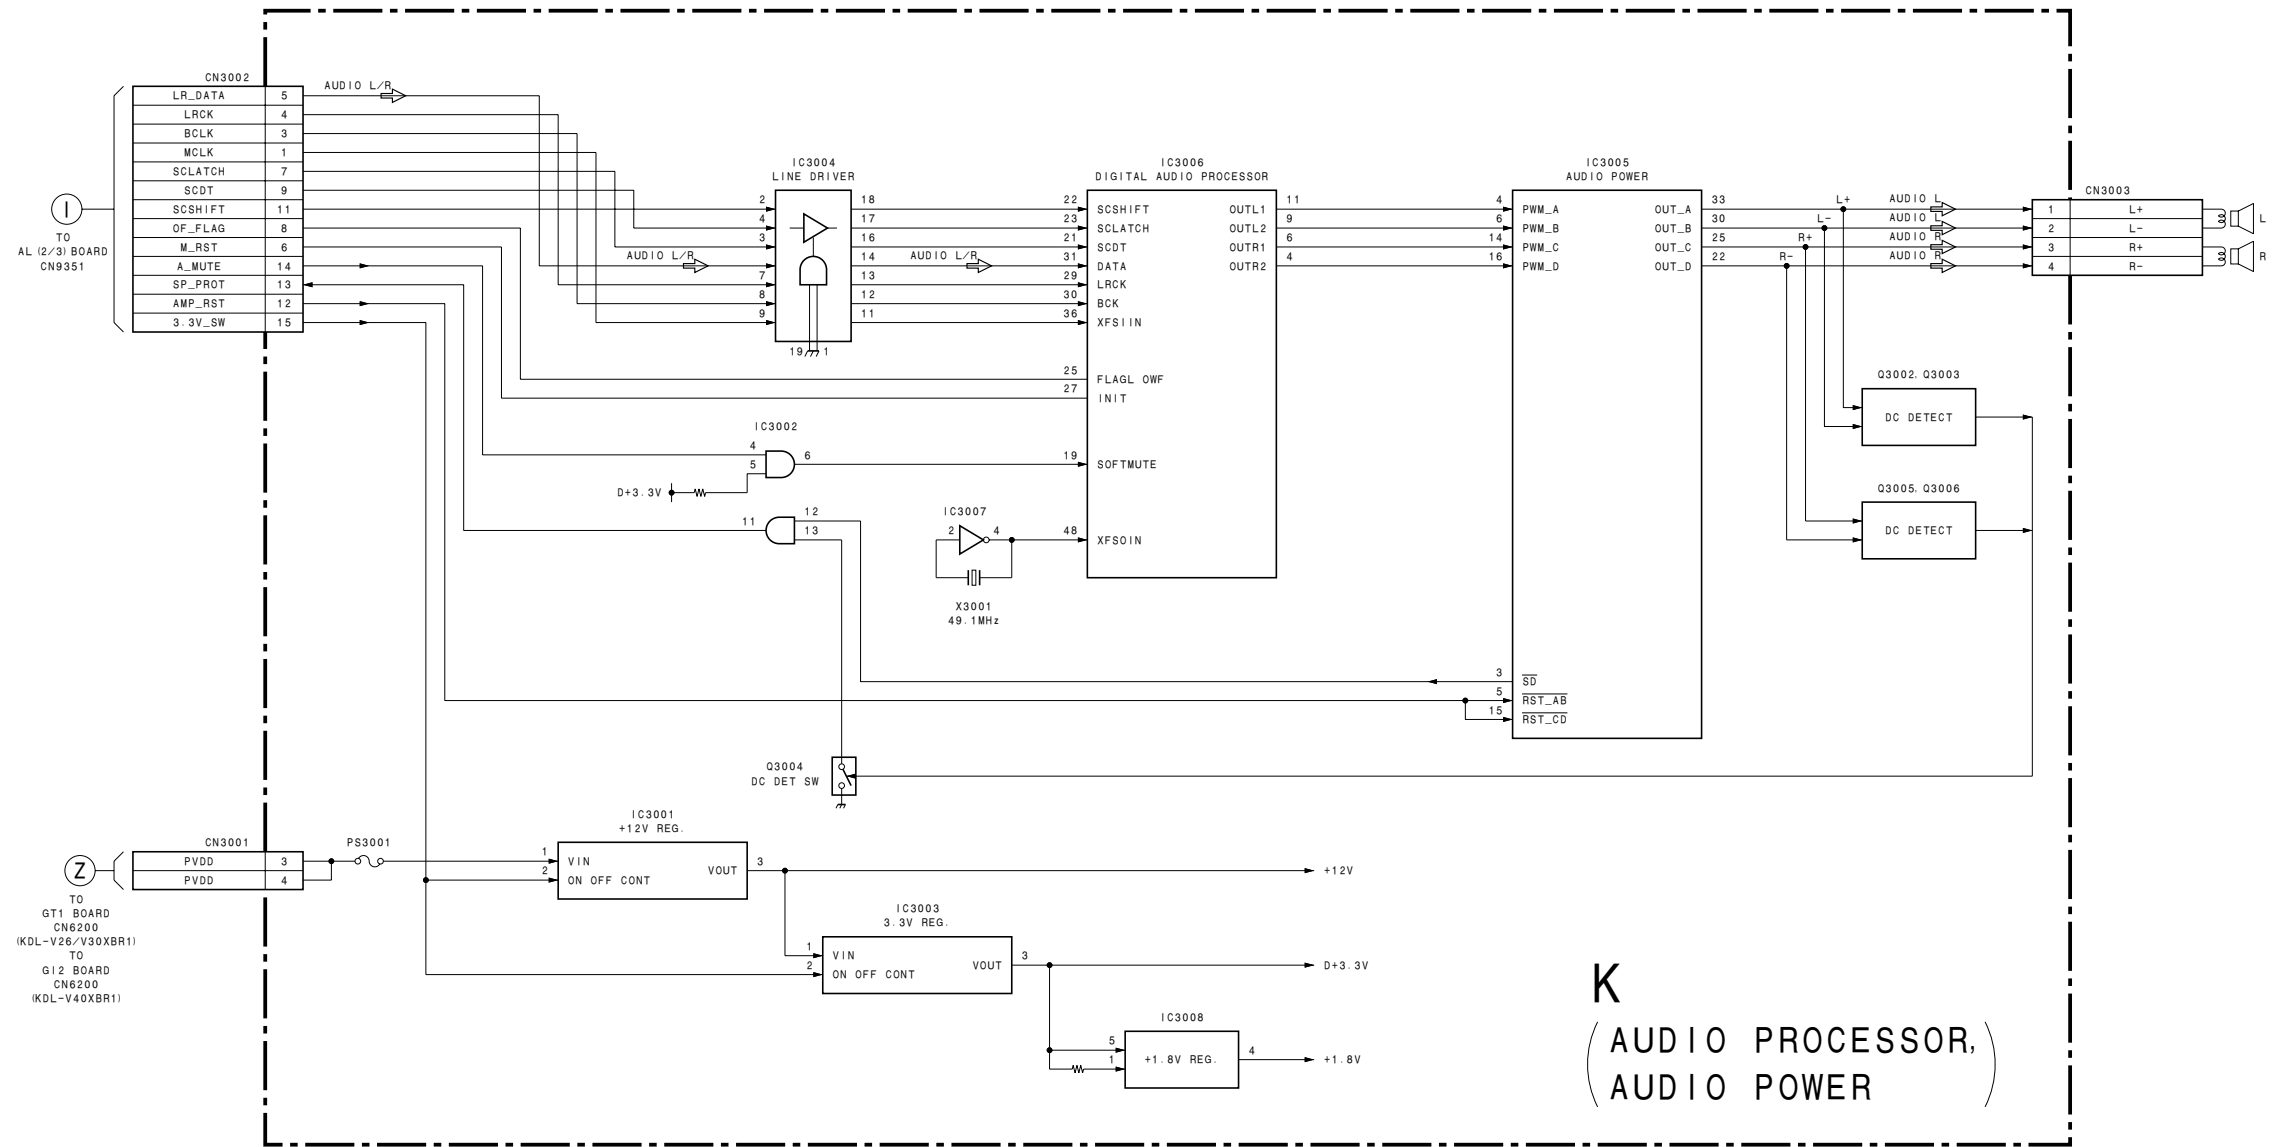 CN3002
LR_DATA 5
LRCK 4
BCLK 3
MCLK 1
SCLATCH 7
SCDT 9
SCSHIFT 11
OF_FLAG 8
M_RST 6
A_MUTE 14
SP_PROT 13
AMP_RST 12
3.3V_SW 15
I
TO
AL (2/3) BOARD
CN9351
AUDIO L/R
AUDIO L/R
IC3004
LINE DRIVER
2 18
4 17
3 16
14
7 13
8 12
9 11
19 1
AUDIO L/R
IC3006
DIGITAL AUDIO PROCESSOR
22 SCSHIFT OUTL1 11
23 SCLATCH OUTL2 9
21 SCDT OUTR1 6
31 DATA OUTR2 4
29 LRCK
30 BCK
36 XFSIIN
25 FLAGL OWF
27 INIT
19 SOFTMUTE
48 XFSOIN
IC3002
4
5
6
D+3.3V
11
12
13
IC3007
2 4
X3001
49.1MHz
IC3005
AUDIO POWER
4 PWM_A OUT_A 33
6 PWM_B OUT_B 30
14 PWM_C OUT_C 25
16 PWM_D OUT_D 22
3 SD
5 RST_AB
15 RST_CD
L+ AUDIO L
L- AUDIO L
R+ AUDIO R
R- AUDIO R
CN3003
1 L+
2 L-
3 R+
4 R-
L
R
Q3002, Q3003
DC DETECT
Q3005, Q3006
DC DETECT
Q3004
DC DET SW
CN3001
PVDD 3
PVDD 4
Z
TO
GT1 BOARD
CN6200
(KDL-V26/V30XBR1)
TO
GI2 BOARD
CN6200
(KDL-V40XBR1)
PS3001
IC3001
+12V REG.
1 VIN
2 ON OFF CONT
VOUT 3
+12V
IC3003
3.3V REG.
1 VIN
2 ON OFF CONT
VOUT 3
D+3.3V
IC3008
5
1
+1.8V REG.
4
+1.8V
K
(AUDIO PROCESSOR,
AUDIO POWER)